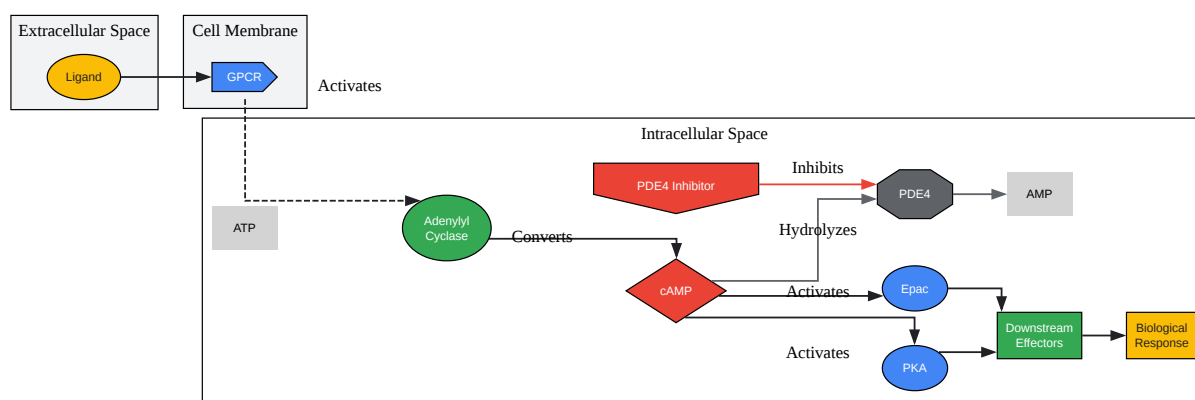 Extracellular Space
Cell Membrane
Ligand
GPCR
Activates
Intracellular Space
PDE4 Inhibitor
Inhibits
PDE4
AMP
ATP
Adenylyl
Cyclase
Converts
Hydrolyzes
cAMP
Activates
Epac
Activates
PKA
Downstream
Effectors
Biological
Response